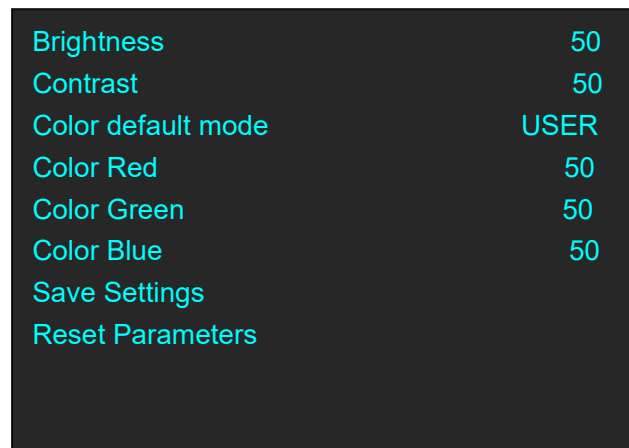 Brightness 50
Contrast 50
Color default mode USER
Color Red 50
Color Green 50
Color Blue 50
Save Settings
Reset Parameters